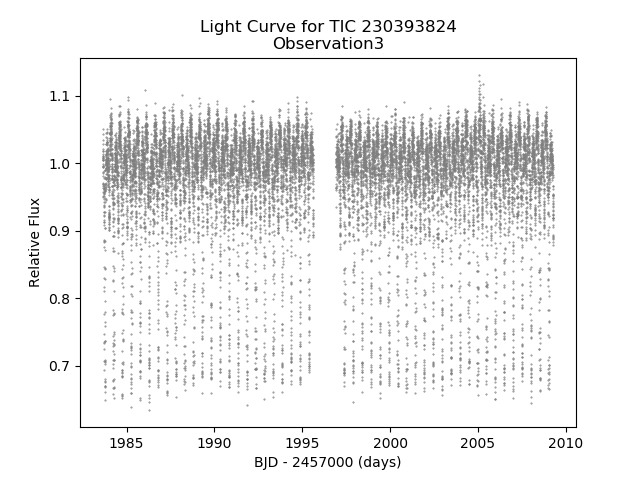 Light Curve for TIC 230393824
Observation3
1.1
1.0
0.9
0.8
0.7
Relative Flux
1985
1990
1995
2000
2005
2010
BJD - 2457000 (days)